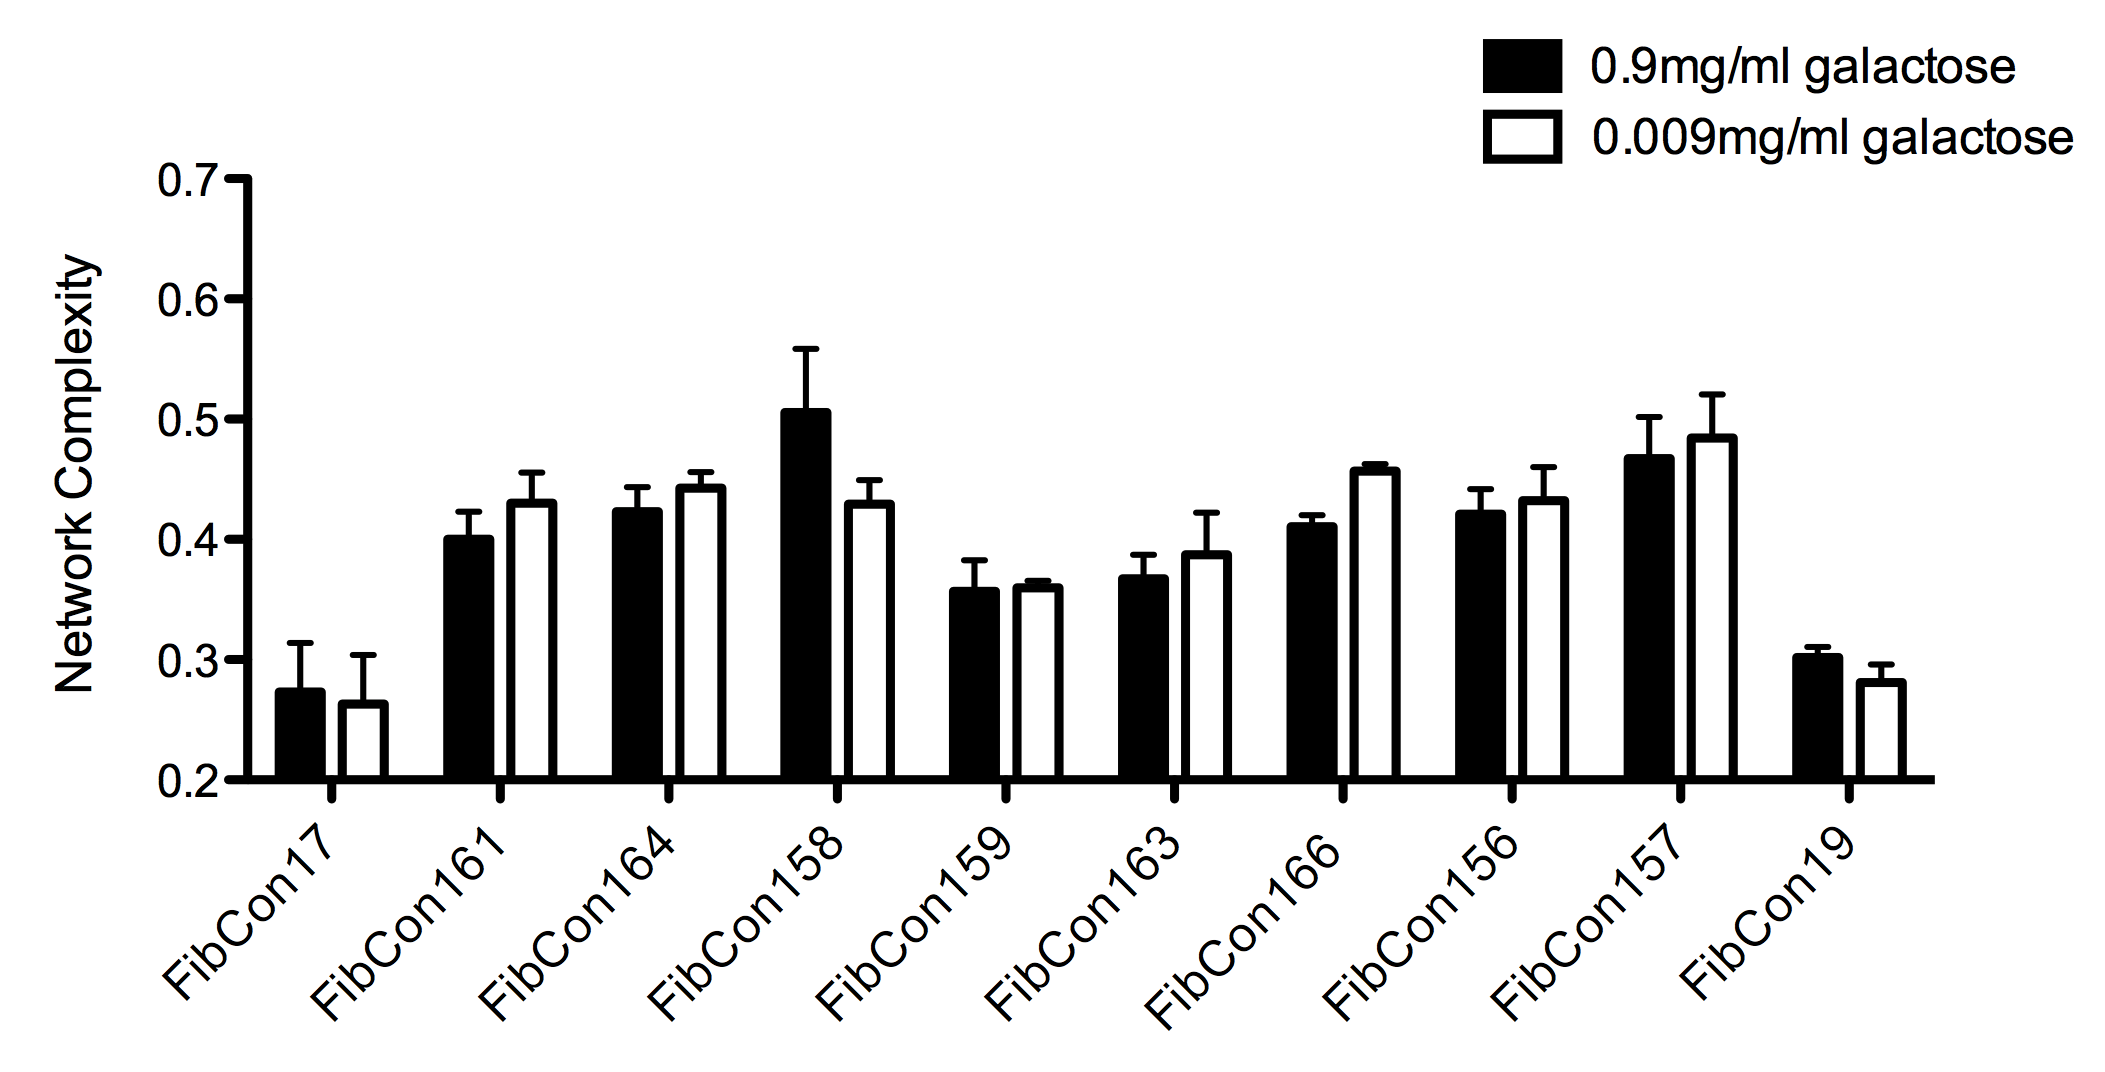 0.9mg/ml galactose
0.009mg/ml galactose
Network Complexity
0.7
0.6
0.5
0.4
0.3
0.2
FibCon17
FibCon161
FibCon164
FibCon158
FibCon159
FibCon163
FibCon166
FibCon156
FibCon157
FibCon19